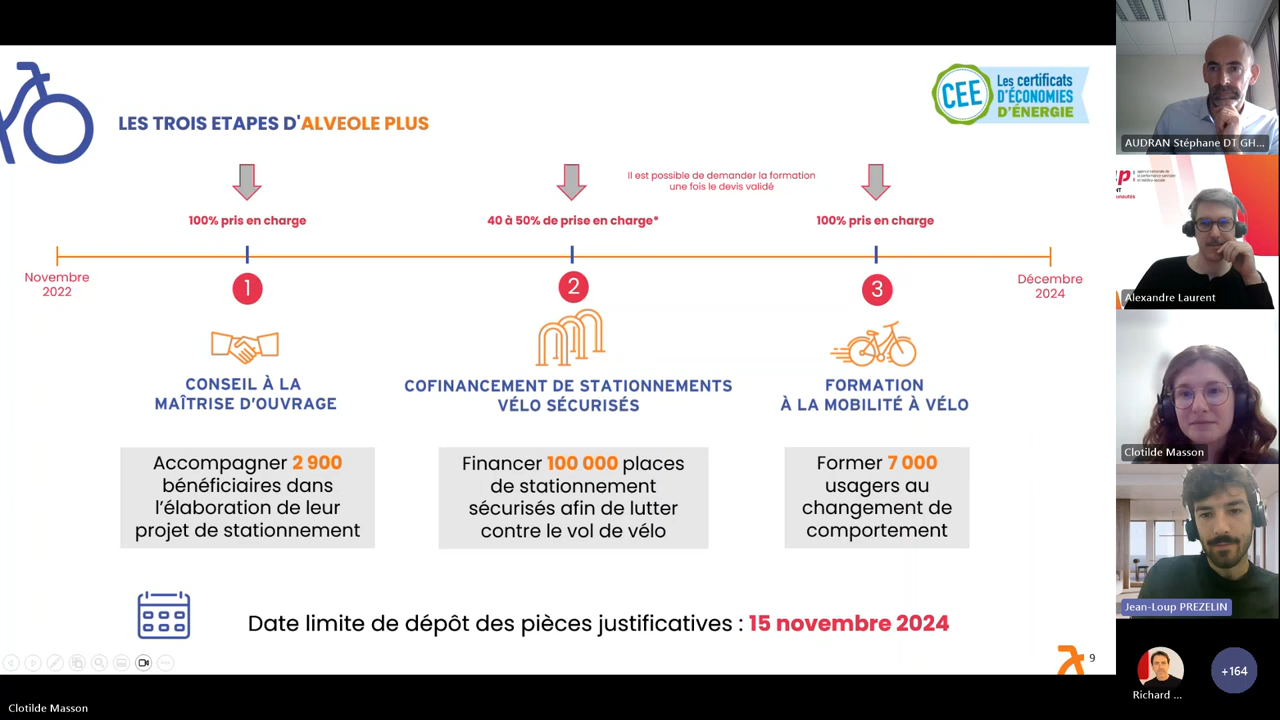 LES TROIS ETAPES D'ALVEOLE PLUS
CEE
Les certificats
D'ÉCONOMIES
D'ÉNERGIE
Il est possible de demander la formation
une fois le devis validé
100% pris en charge
40 à 50% de prise en charge*
100% pris en charge
Novembre
2022
1
2
3
Décembre
2024
CONSEIL À LA
MAÎTRISE D'OUVRAGE
COFINANCEMENT DE STATIONNEMENTS
VÉLO SÉCURISÉS
FORMATION
À LA MOBILITÉ À VÉLO
Accompagner 2 900
bénéficiaires dans
l'élaboration de leur
projet de stationnement
Financer 100 000 places
de stationnement
sécurisés afin de lutter
contre le vol de vélo
Former 7 000
usagers au
changement de
comportement
Date limite de dépôt des pièces justificatives : 15 novembre 2024
9
Clotilde Masson
AUDRAN Stéphane DT GH...
Alexandre Laurent
Clotilde Masson
Jean-Loup PREZELIN
Richard ...
+164